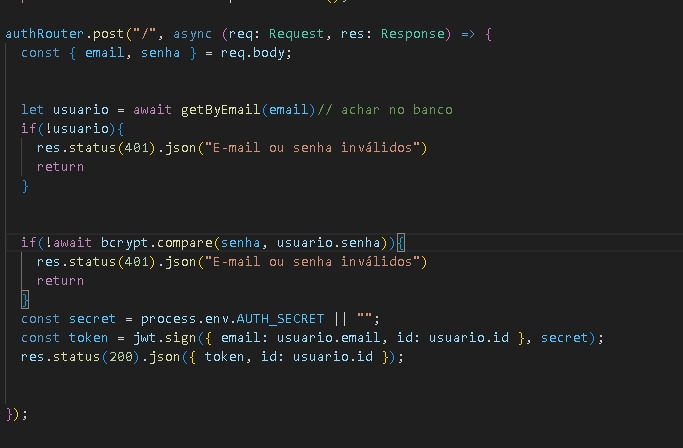 authRouter.post("/", async (req: Request, res: Response) => {
const { email, senha } = req.body;
let usuario = await getByEmail(email)// achar no banco
if(!usuario){
res.status(401).json("E-mail ou senha inválidos")
return
}
if(!await bcrypt.compare(senha, usuario.senha)){
res.status(401).json("E-mail ou senha inválidos")
return
}
const secret = process.env.AUTH_SECRET || "";
const token = jwt.sign({ email: usuario.email, id: usuario.id }, secret);
res.status(200).json({ token, id: usuario.id });
});